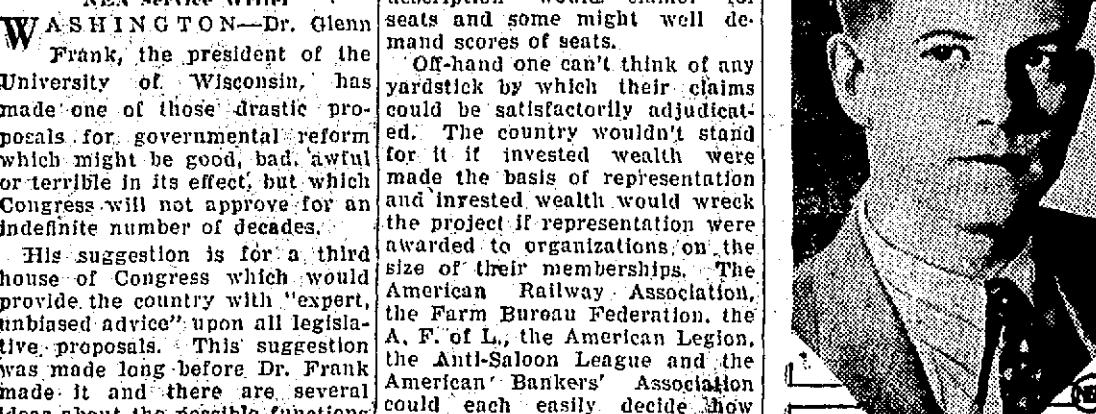 NEA Service Writer
WASHINGTON—Dr. Glenn
Frank, the president of the
University of Wisconsin, has
made one of those drastic pro-
posals for governmental reform
which might be good, bad, awful
or terrible in its effect, but which
Congress will not approve for an
indefinite number of decades.
His suggestion is for a third
house of Congress which would
provide the country with "expert,
unbiased advice" upon all legisla-
tive proposals. This suggestion
was made long before Dr. Frank
made it and there are several
ideas about the possible functions
description would clamor for
seats and some might well de-
mand scores of seats.
Off-hand one can't think of any
yardstick by which their claims
could be satisfactorily adjudicat-
ed. The country wouldn't stand
for it if invested wealth were
made the basis of representation
and invested wealth would wreck
the project if representation were
awarded to organizations on the
size of their memberships. The
American Railway Association,
the Farm Bureau Federation, the
A. F. of L., the American Legion,
the Anti-Saloon League and the
American Bankers' Association
could each easily decide how